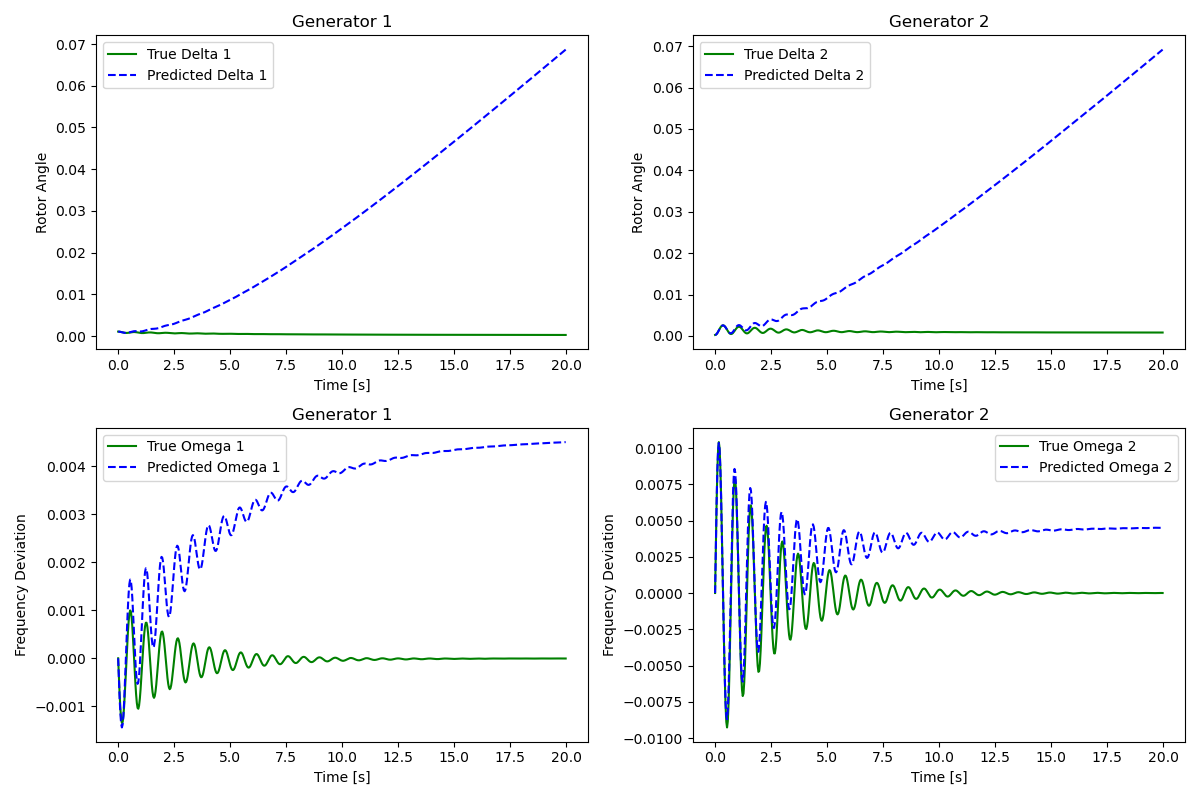 Generator 1
True Delta 1
Predicted Delta 1
Rotor Angle
0.07
0.06
0.05
0.04
0.03
0.02
0.01
0.00
0.0 2.5 5.0 7.5 10.0 12.5 15.0 17.5 20.0
Time [s]
Generator 2
True Delta 2
Predicted Delta 2
Rotor Angle
0.07
0.06
0.05
0.04
0.03
0.02
0.01
0.00
0.0 2.5 5.0 7.5 10.0 12.5 15.0 17.5 20.0
Time [s]
Generator 1
True Omega 1
Predicted Omega 1
Frequency Deviation
0.004
0.003
0.002
0.001
0.000
−0.001
0.0 2.5 5.0 7.5 10.0 12.5 15.0 17.5 20.0
Time [s]
Generator 2
True Omega 2
Predicted Omega 2
Frequency Deviation
0.0100
0.0075
0.0050
0.0025
0.0000
−0.0025
−0.0050
−0.0075
−0.0100
0.0 2.5 5.0 7.5 10.0 12.5 15.0 17.5 20.0
Time [s]